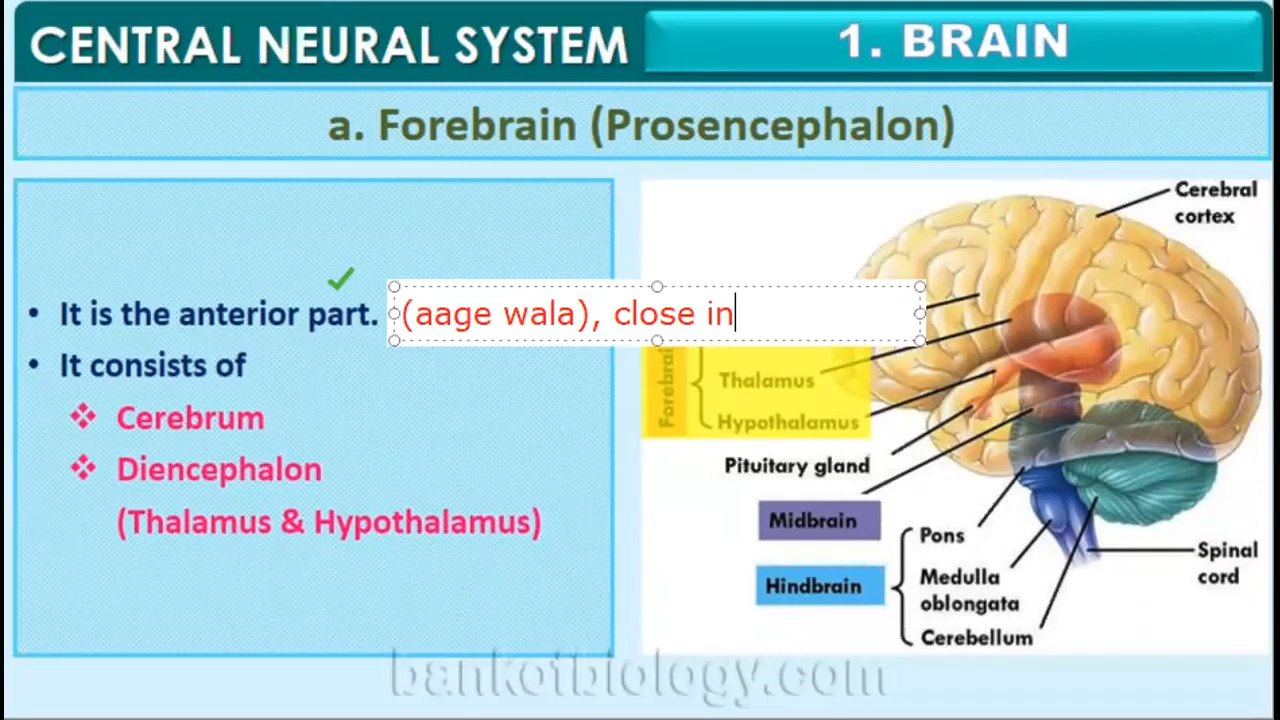 CENTRAL NEURAL SYSTEM
1. BRAIN
a. Forebrain (Prosencephalon)
• It is the anterior part. (aage wala), close in
• It consists of
❖ Cerebrum
❖ Diencephalon
(Thalamus & Hypothalamus)
Cerebral
cortex
Forebrain
Thalamus
Hypothalamus
Pituitary gland
Midbrain
Hindbrain
Pons
Medulla
oblongata
Cerebellum
Spinal
cord
bankofbiology.com